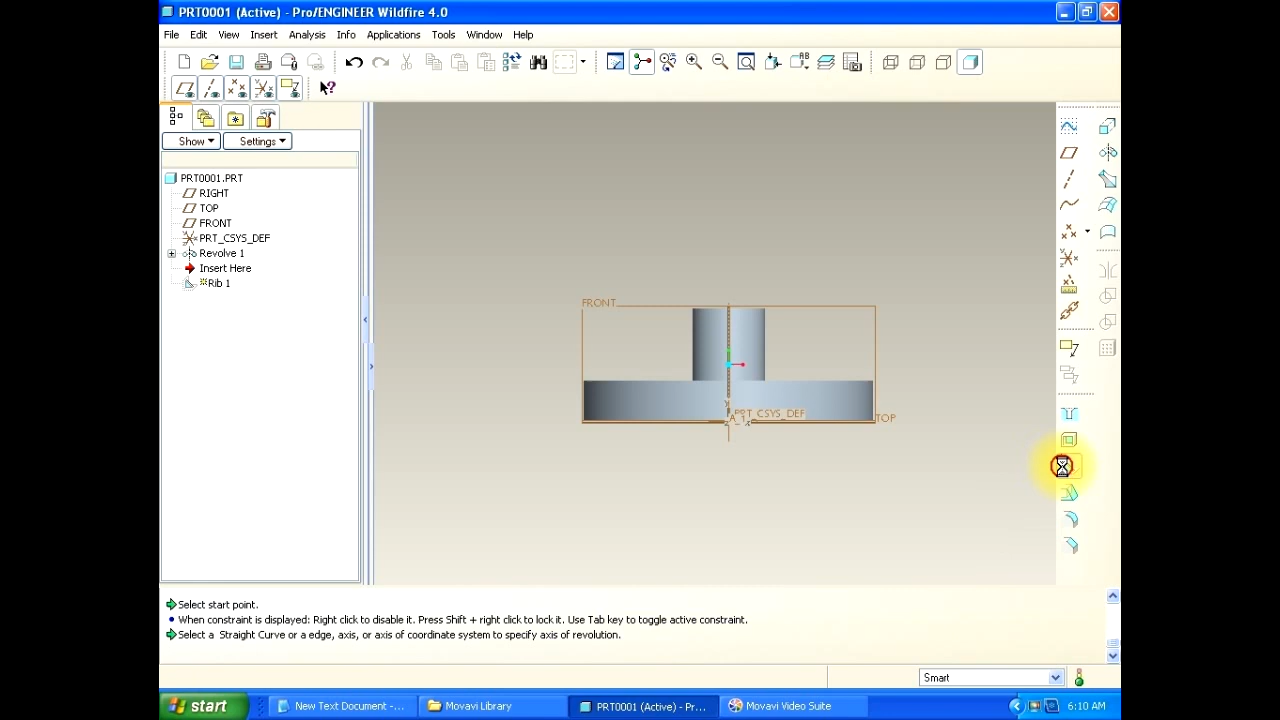 PRT0001 (Active) - Pro/ENGINEER Wildfire 4.0
File Edit View Insert Analysis Info Applications Tools Window Help
Show Settings
PRT0001.PRT
RIGHT
TOP
FRONT
PRT_CSYS_DEF
Revolve 1
Insert Here
Rib 1
FRONT
PRT_CSYS_DEF
A_1
TOP
Select start point.
When constraint is displayed: Right click to disable it. Press Shift + right click to lock it. Use Tab key to toggle active constraint.
Select a Straight Curve or a edge, axis, or axis of coordinate system to specify axis of revolution.
Smart
start New Text Document -... Movavi Library PRT0001 (Active) - Pr... Movavi Video Suite 6:10 AM